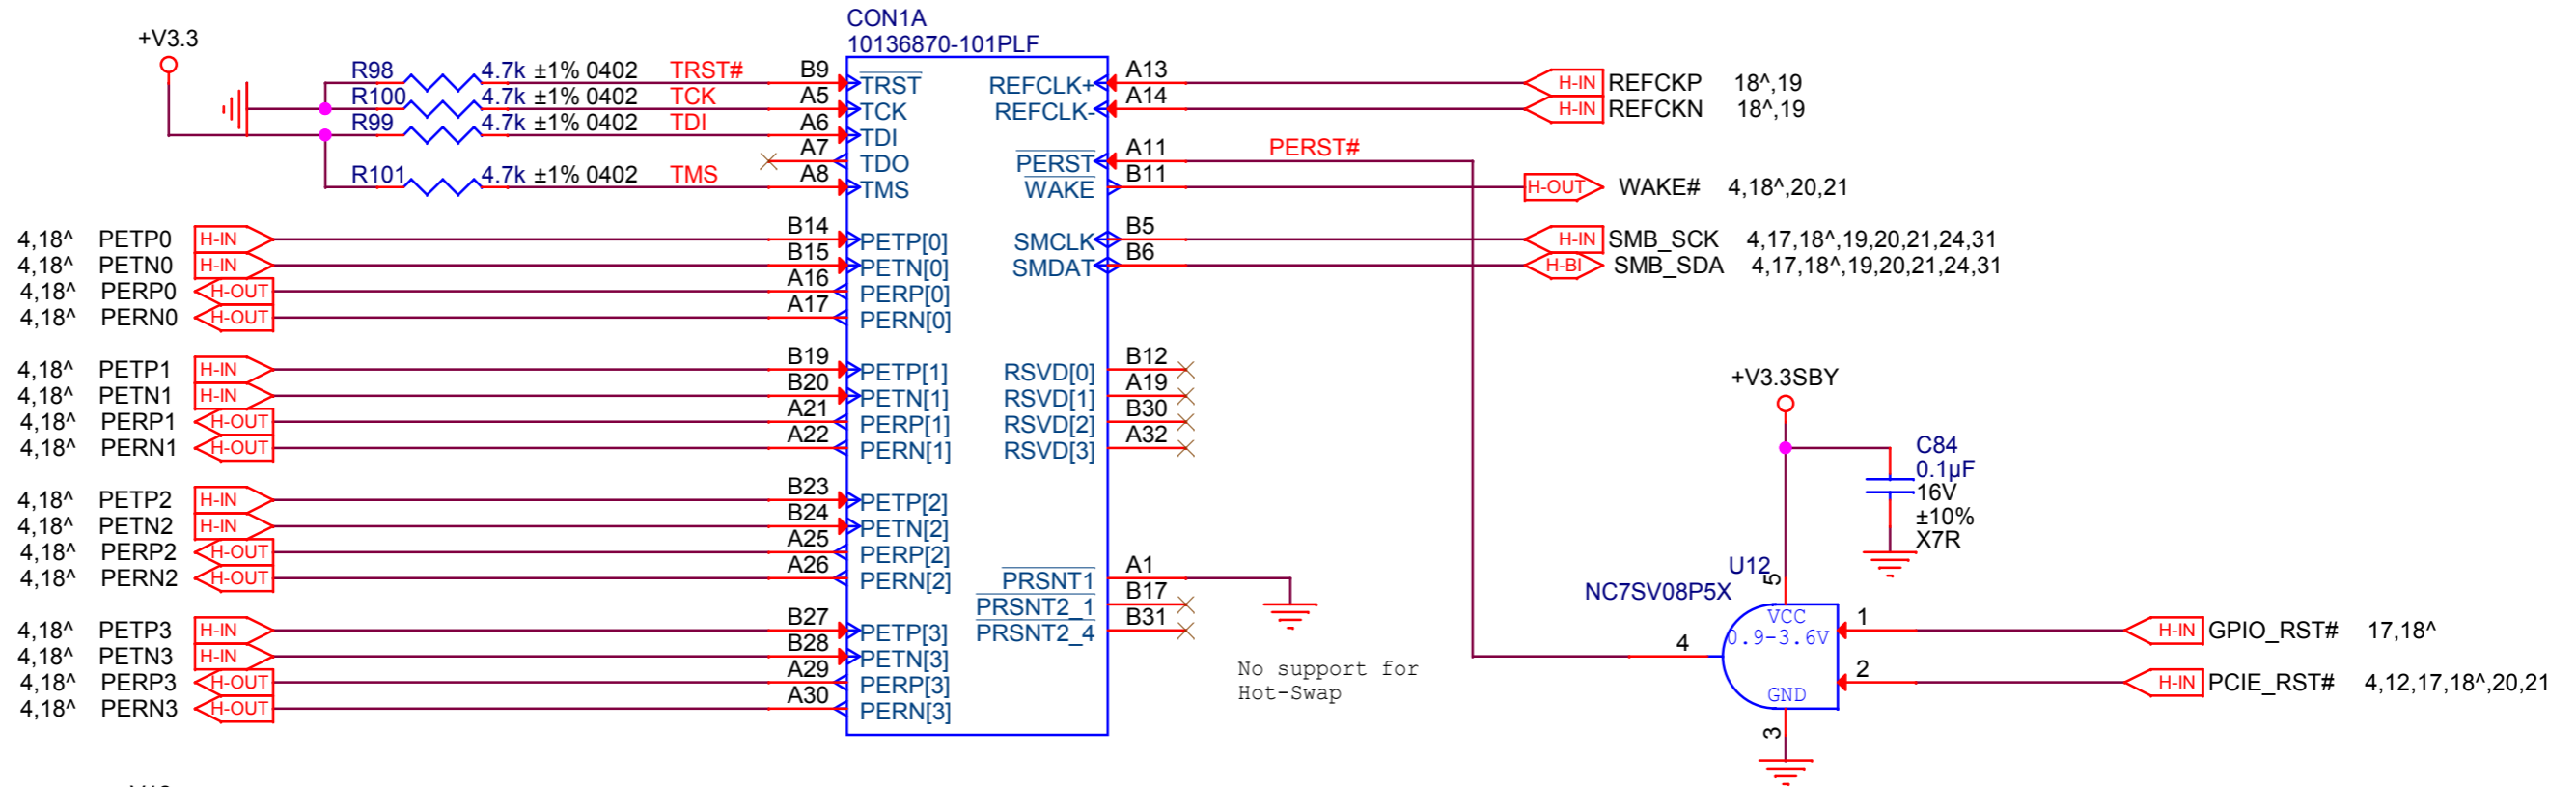 CON1A
10136870-101PLF
+V3.3
R98 4.7k ±1% 0402 TRST# B9 TRST
R100 4.7k ±1% 0402 TCK A5 TCK
R99 4.7k ±1% 0402 TDI A6 TDI
A7 TDO
R101 4.7k ±1% 0402 TMS A8 TMS
4,18^ PETP0 H-IN B14 PETP[0]
4,18^ PETN0 H-IN B15 PETN[0]
4,18^ PERP0 H-OUT A16 PERP[0]
4,18^ PERN0 H-OUT A17 PERN[0]
4,18^ PETP1 H-IN B19 PETP[1]
4,18^ PETN1 H-IN B20 PETN[1]
4,18^ PERP1 H-OUT A21 PERP[1]
4,18^ PERN1 H-OUT A22 PERN[1]
4,18^ PETP2 H-IN B23 PETP[2]
4,18^ PETN2 H-IN B24 PETN[2]
4,18^ PERP2 H-OUT A25 PERP[2]
4,18^ PERN2 H-OUT A26 PERN[2]
4,18^ PETP3 H-IN B27 PETP[3]
4,18^ PETN3 H-IN B28 PETN[3]
4,18^ PERP3 H-OUT A29 PERP[3]
4,18^ PERN3 H-OUT A30 PERN[3]
REFCLK+ A13 H-IN REFCKP 18^,19
REFCLK- A14 H-IN REFCKN 18^,19
PERST A11 PERST#
WAKE B11 H-OUT WAKE# 4,18^,20,21
SMCLK B5 H-IN SMB_SCK 4,17,18^,19,20,21,24,31
SMDAT B6 H-BI SMB_SDA 4,17,18^,19,20,21,24,31
RSVD[0] B12
RSVD[1] A19
RSVD[2] B30
RSVD[3] A32
PRSNT1 A1
PRSNT2_1 B17
PRSNT2_4 B31
No support for
Hot-Swap
+V3.3SBY
C84
0.1µF
16V
±10%
X7R
U12
NC7SV08P5X
5
VCC
0.9-3.6V
GND
4
3
1 H-IN GPIO_RST# 17,18^
2 H-IN PCIE_RST# 4,12,17,18^,20,21